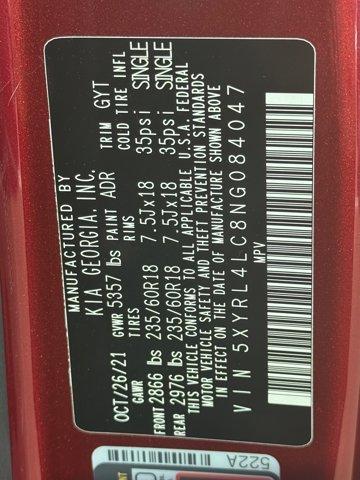 MANUFACTURED BY
KIA GEORGIA, INC.
OCT/26/21 GVWR 5357 lbs PAINT ADR TRIM GYT
GAWR TIRES RIMS COLD TIRE INFL
FRONT 2866 lbs 235/60R18 7.5Jx18 35psi SINGLE
REAR 2976 lbs 235/60R18 7.5Jx18 35psi SINGLE
THIS VEHICLE CONFORMS TO ALL APPLICABLE U.S.A. FEDERAL
MOTOR VEHICLE SAFETY AND THEFT PREVENTION STANDARDS
IN EFFECT ON THE DATE OF MANUFACTURE SHOWN ABOVE
VIN 5XYRL4LC8NG084047
MPV
522A